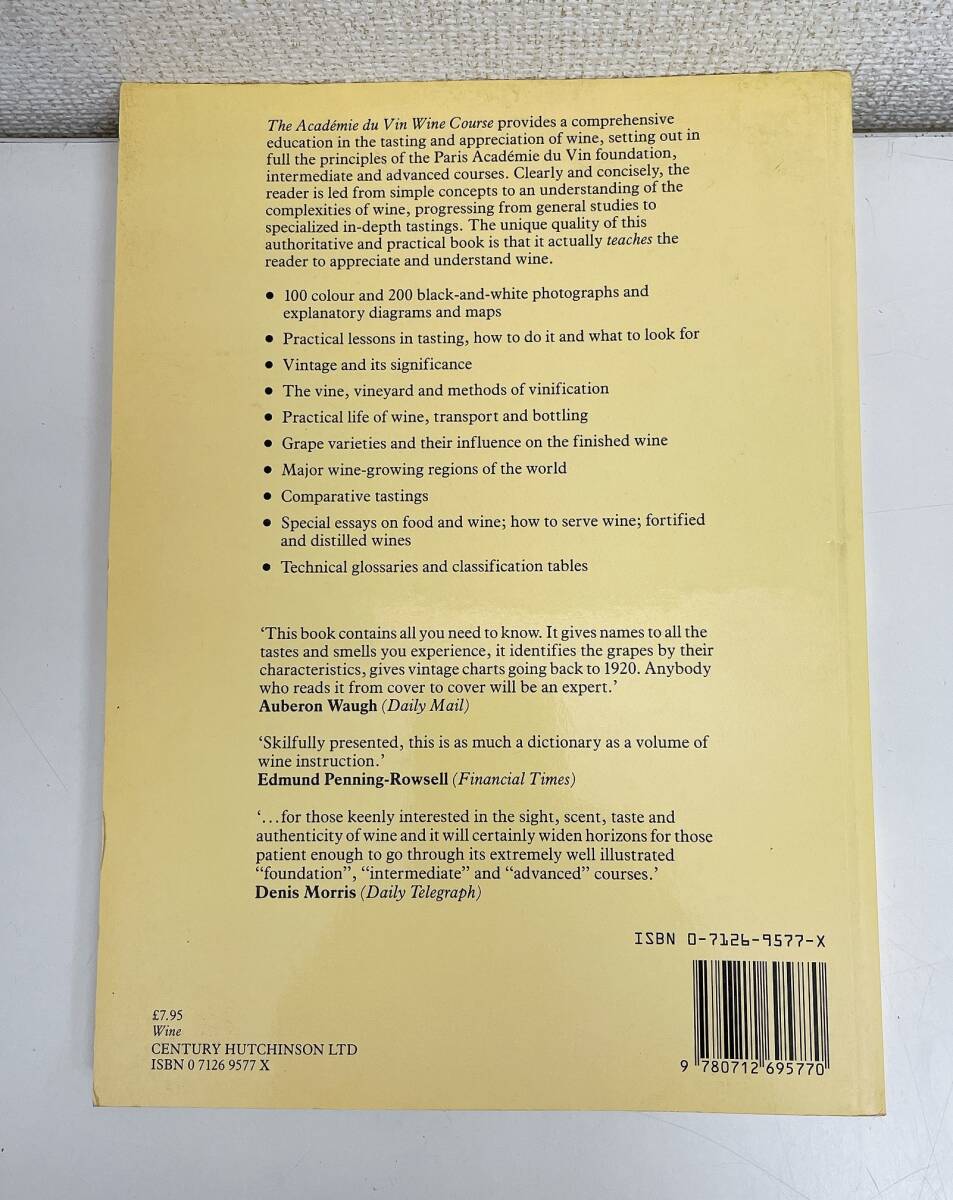 The Académie du Vin Wine Course provides a comprehensive
education in the tasting and appreciation of wine, setting out in
full the principles of the Paris Académie du Vin foundation,
intermediate and advanced courses. Clearly and concisely, the
reader is led from simple concepts to an understanding of the
complexities of wine, progressing from general studies to
specialized in-depth tastings. The unique quality of this
authoritative and practical book is that it actually teaches the
reader to appreciate and understand wine.
• 100 colour and 200 black-and-white photographs and
explanatory diagrams and maps
• Practical lessons in tasting, how to do it and what to look for
• Vintage and its significance
• The vine, vineyard and methods of vinification
• Practical life of wine, transport and bottling
• Grape varieties and their influence on the finished wine
• Major wine-growing regions of the world
• Comparative tastings
• Special essays on food and wine; how to serve wine; fortified
and distilled wines
• Technical glossaries and classification tables
‘This book contains all you need to know. It gives names to all the
tastes and smells you experience, it identifies the grapes by their
characteristics, gives vintage charts going back to 1920. Anybody
who reads it from cover to cover will be an expert.’
Auberon Waugh (Daily Mail)
‘Skilfully presented, this is as much a dictionary as a volume of
wine instruction.’
Edmund Penning-Rowsell (Financial Times)
‘...for those keenly interested in the sight, scent, taste and
authenticity of wine and it will certainly widen horizons for those
patient enough to go through its extremely well illustrated
“foundation”, “intermediate” and “advanced” courses.’
Denis Morris (Daily Telegraph)
ISBN 0-7126-9577-X
9 780712 695770
£7.95
Wine
CENTURY HUTCHINSON LTD
ISBN 0 7126 9577 X